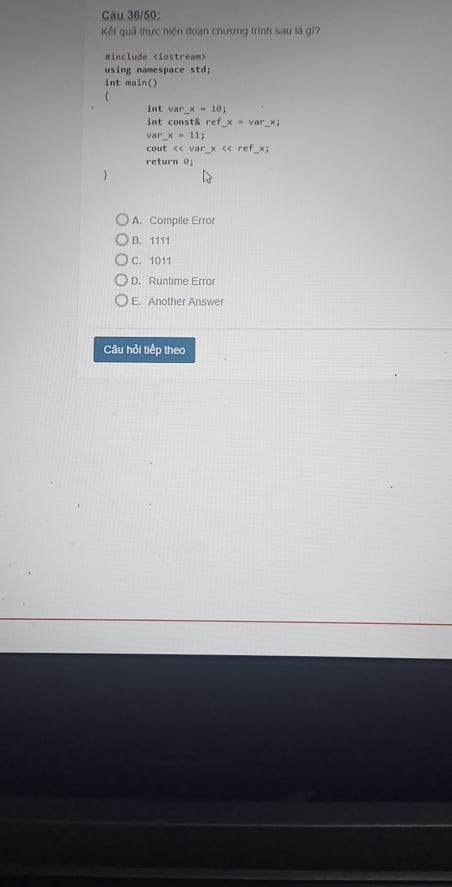 Câu 36/50:
Kết quả thực hiện đoạn chương trình sau là gì?
#include <iostream>
using namespace std;
int main()
{
int var_x = 10;
int const& ref_x = var_x;
var_x = 11;
cout << var_x << ref_x;
return 0;
}
A. Compile Error
B. 1111
C. 1011
D. Runtime Error
E. Another Answer
Câu hỏi tiếp theo